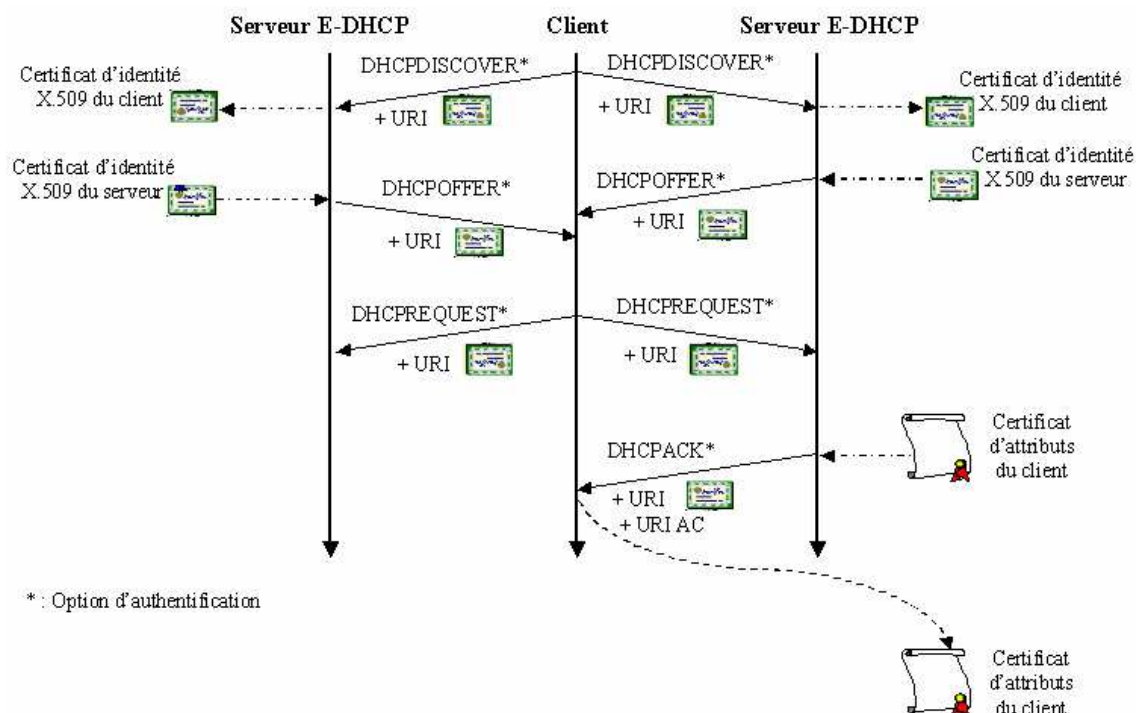 Serveur E-DHCP Client Serveur E-DHCP
DHCPDISCOVER* DHCPDISCOVER*
Certificat d'identité
X.509 du client
+ URI + URI
Certificat d'identité
X.509 du client
Certificat d'identité
X.509 du serveur
Certificat d'identité
X.509 du serveur
DHCPOFFER* DHCPOFFER*
+ URI + URI
DHCPREQUEST* DHCPREQUEST*
+ URI + URI
DHCPACK*
Certificat
d'attributs
du client
+ URI
+ URI AC
* : Option d'authentification
Certificat
d'attributs
du client